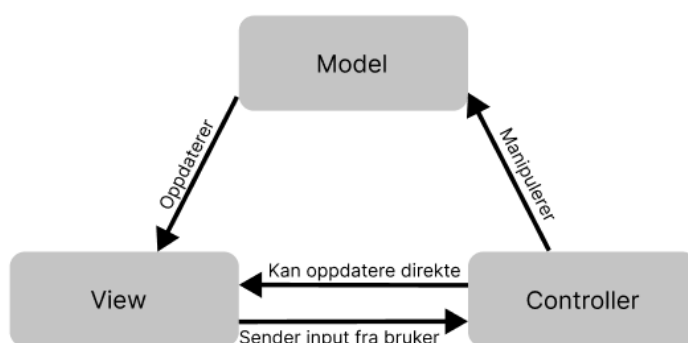 Model
Oppdaterer
Manipulerer
Kan oppdatere direkte
View
Controller
Sender input fra bruker